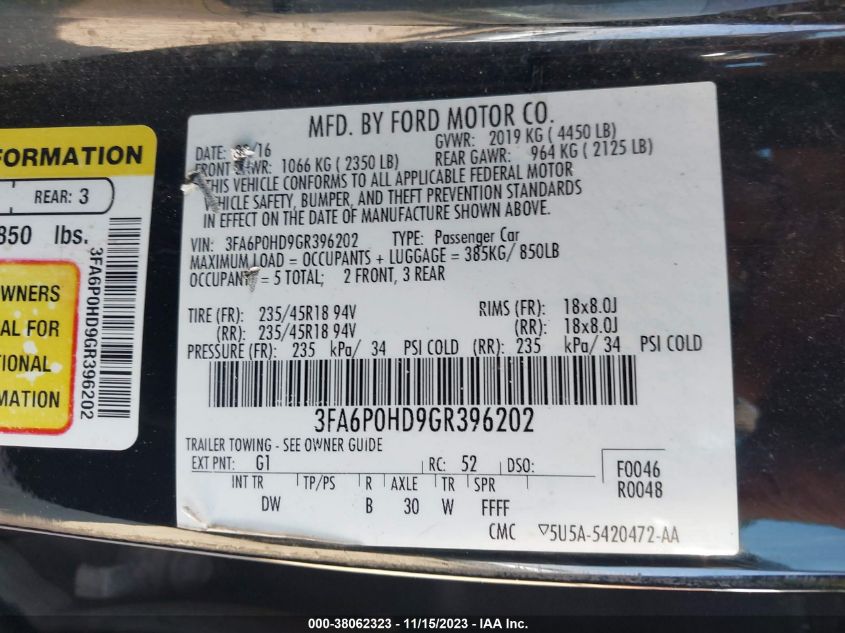 FORMATION
REAR: 3
850 lbs.
WNERS
AL FOR
TIONAL
MATION
3FA6P0HD9GR396202
MFD. BY FORD MOTOR CO.
DATE: /16 GVWR: 2019 KG ( 4450 LB)
FRONT GAWR: 1066 KG ( 2350 LB) REAR GAWR: 964 KG ( 2125 LB)
THIS VEHICLE CONFORMS TO ALL APPLICABLE FEDERAL MOTOR
VEHICLE SAFETY, BUMPER, AND THEFT PREVENTION STANDARDS
IN EFFECT ON THE DATE OF MANUFACTURE SHOWN ABOVE.
VIN: 3FA6P0HD9GR396202 TYPE: Passenger Car
MAXIMUM LOAD = OCCUPANTS + LUGGAGE = 385KG/ 850LB
OCCUPANT = 5 TOTAL; 2 FRONT, 3 REAR
TIRE (FR): 235/45R18 94V RIMS (FR): 18x8.0J
(RR): 235/45R18 94V (RR): 18x8.0J
PRESSURE (FR): 235 kPa/ 34 PSI COLD (RR): 235 kPa/ 34 PSI COLD
3FA6P0HD9GR396202
TRAILER TOWING - SEE OWNER GUIDE
EXT PNT: G1 RC: 52 DSO: F0046
INT TR TP/PS R AXLE TR SPR R0048
DW B 30 W FFFF
CMC ▽5U5A-5420472-AA
000-38062323 - 11/15/2023 - IAA Inc.